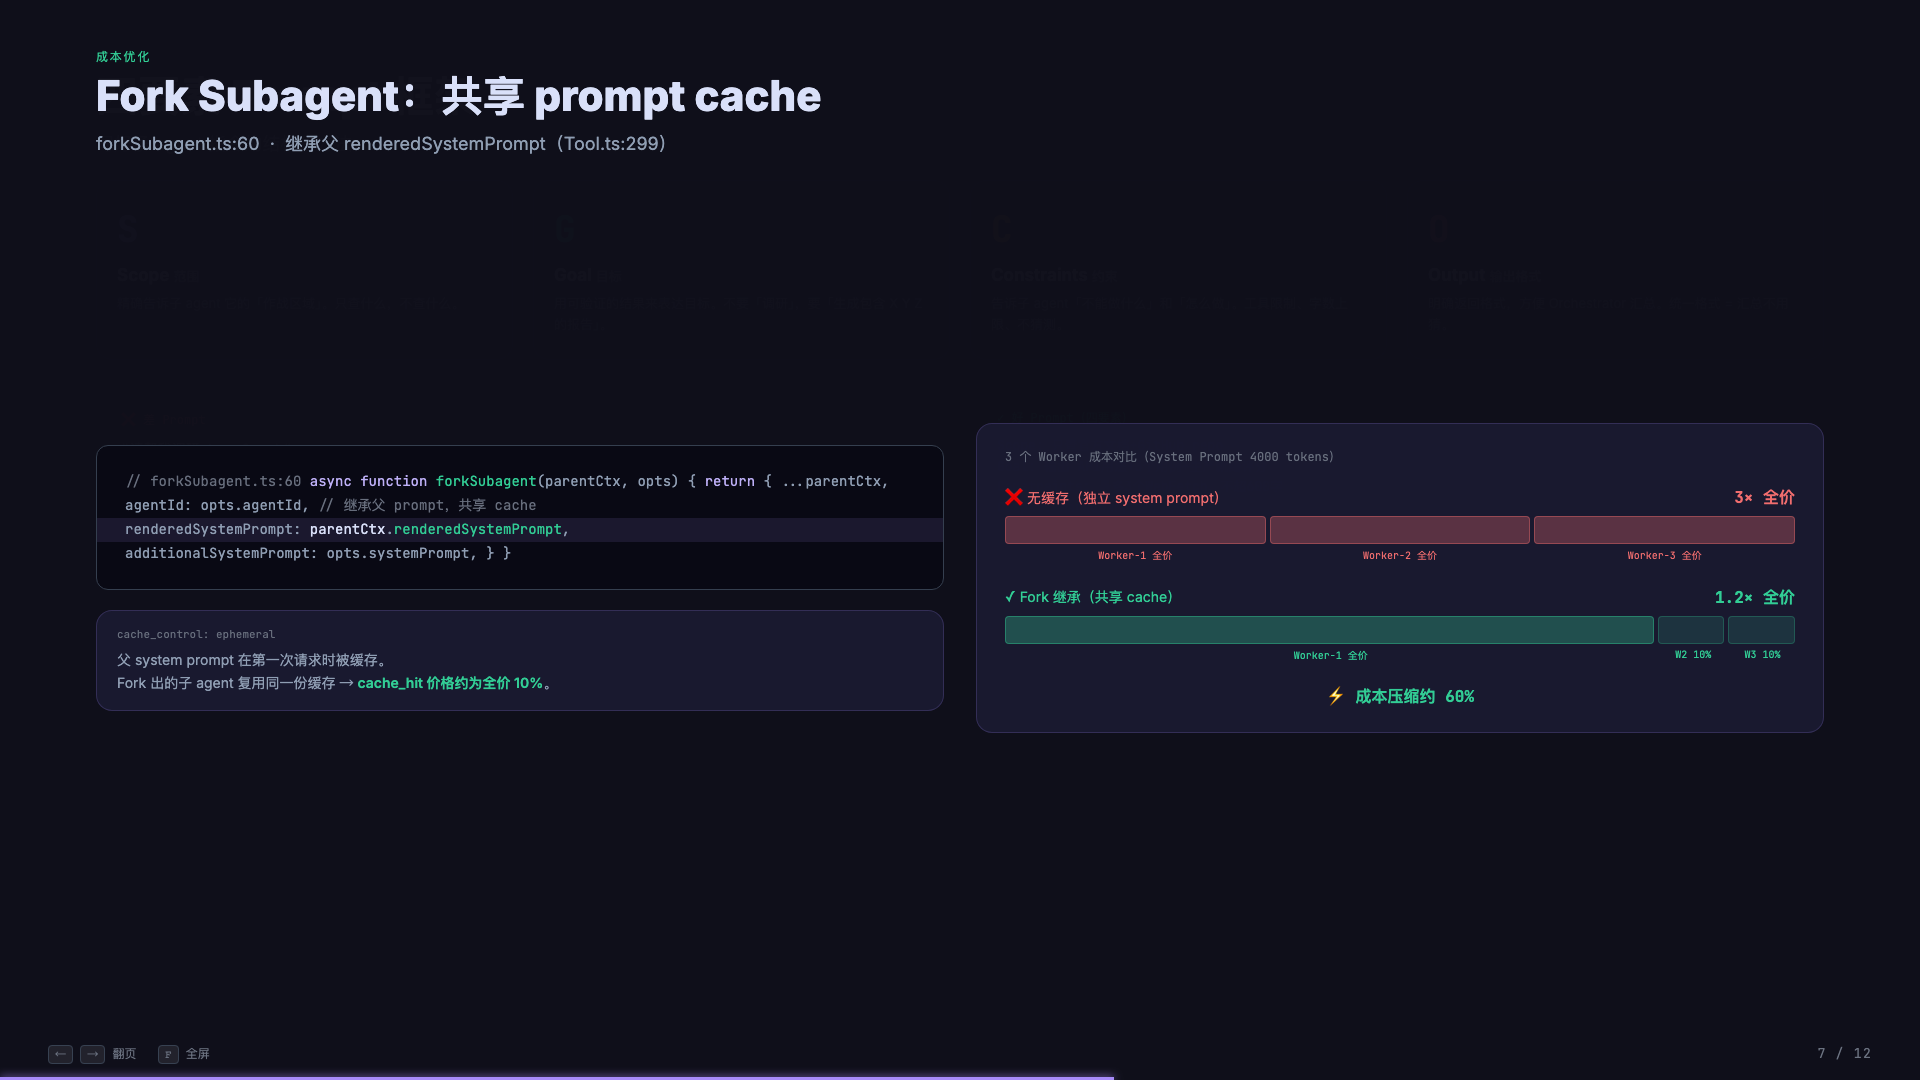 成本优化
Fork Subagent：共享 prompt cache
forkSubagent.ts:60 · 继承父 renderedSystemPrompt（Tool.ts:299）
// forkSubagent.ts:60 async function forkSubagent(parentCtx, opts) { return { ...parentCtx,
agentId: opts.agentId, // 继承父 prompt，共享 cache
renderedSystemPrompt: parentCtx.renderedSystemPrompt,
additionalSystemPrompt: opts.systemPrompt, } }
cache_control: ephemeral
父 system prompt 在第一次请求时被缓存。
Fork 出的子 agent 复用同一份缓存 → cache_hit 价格约为全价 10%。
3 个 Worker 成本对比（System Prompt 4000 tokens）
❌ 无缓存（独立 system prompt） 3× 全价
Worker-1 全价 Worker-2 全价 Worker-3 全价
✓ Fork 继承（共享 cache） 1.2× 全价
Worker-1 全价 W2 10% W3 10%
⚡ 成本压缩约 60%
← → 翻页 F 全屏
7 / 12